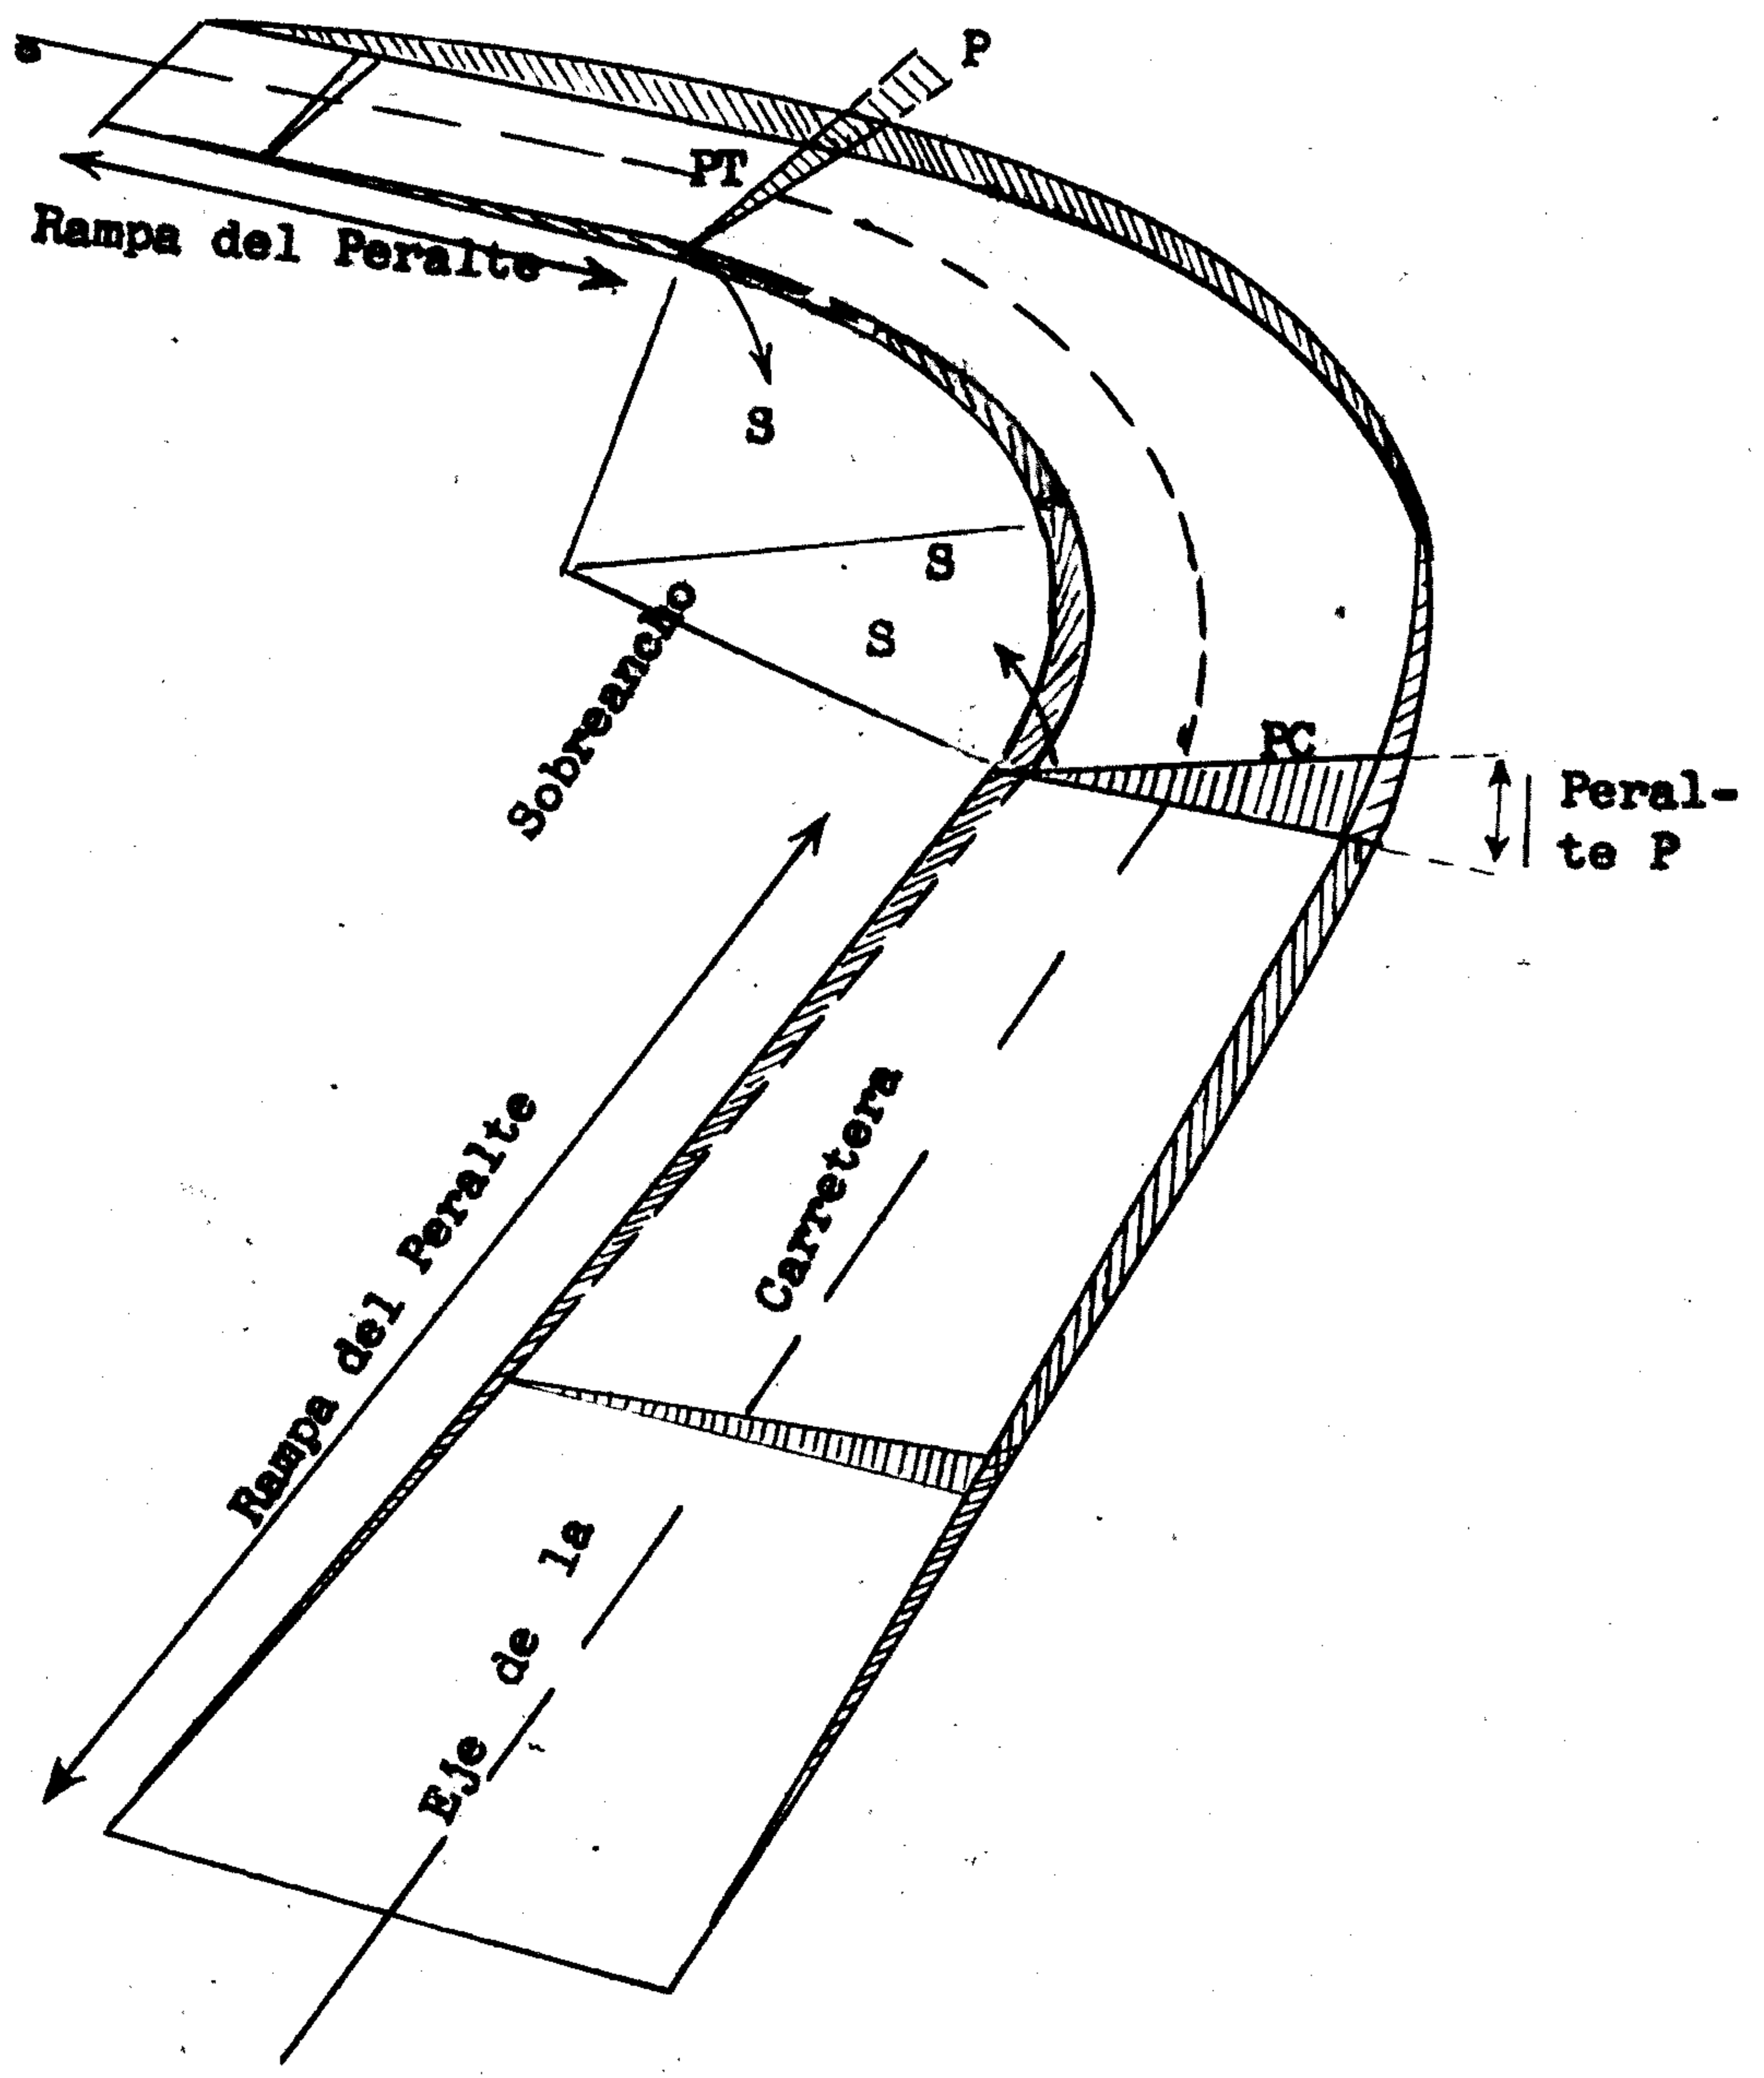 P
PT
Rampa del Peralte
S
S
S
Sobreancho
PC
Peral-
te P
Rampa del Peralte
Eje de la Carretera